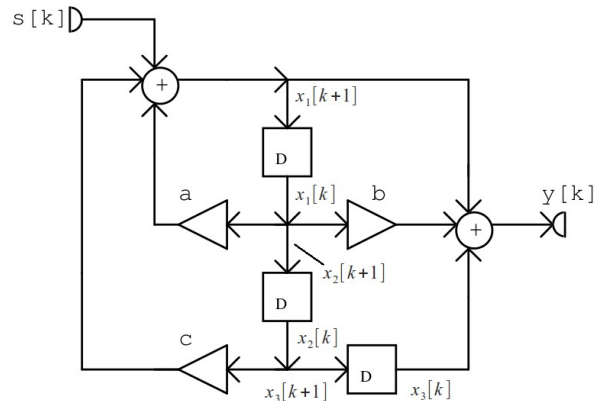 s[k]
+
x₁[k+1]
D
a
x₁[k]
b
y[k]
+
x₂[k+1]
D
c
x₂[k]
D
x₃[k+1]
x₃[k]